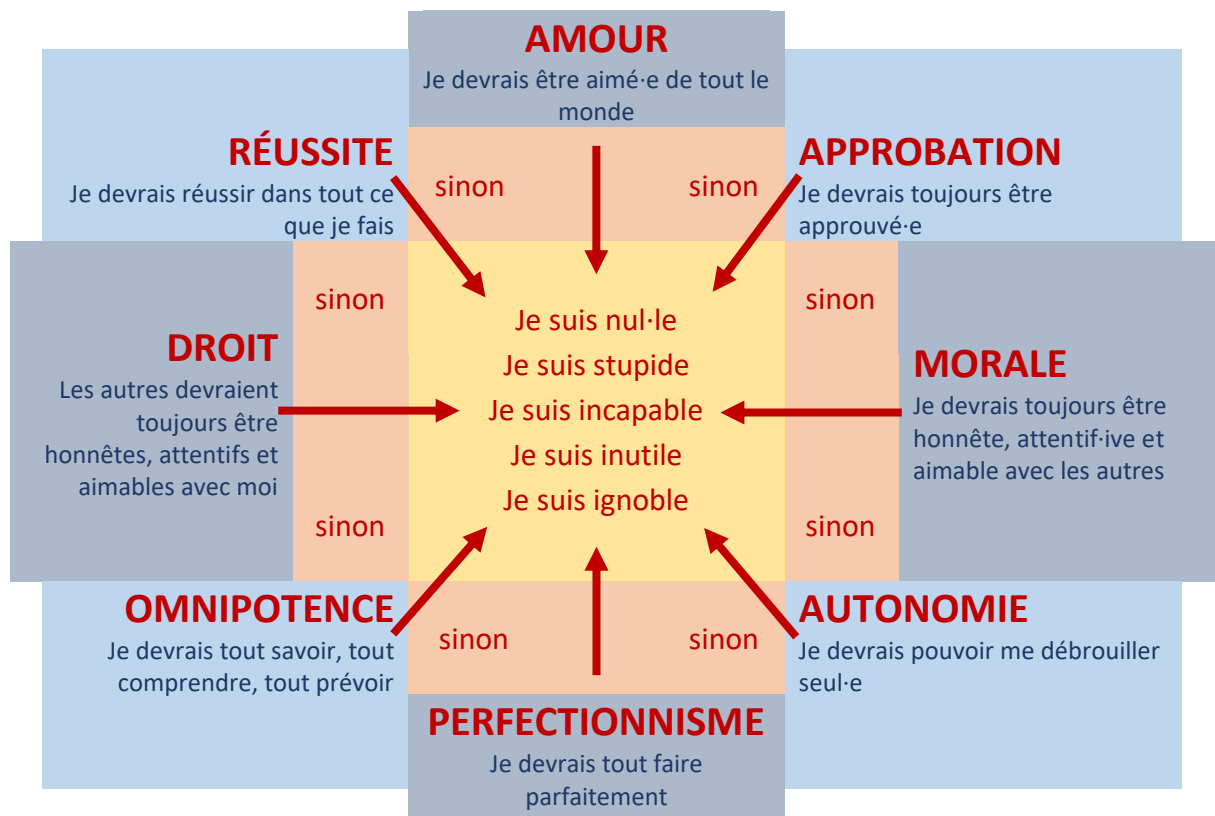 AMOUR
Je devrais être aimé·e de tout le
monde
RÉUSSITE
Je devrais réussir dans tout ce
que je fais
sinon
sinon
APPROBATION
Je devrais toujours être
approuvé·e
DROIT
Les autres devraient
toujours être
honnêtes, attentifs et
aimables avec moi
sinon
sinon
Je suis nul·le
Je suis stupide
Je suis incapable
Je suis inutile
Je suis ignoble
sinon
sinon
MORALE
Je devrais toujours être
honnête, attentif·ive et
aimable avec les autres
OMNIPOTENCE
Je devrais tout savoir, tout
comprendre, tout prévoir
sinon
sinon
AUTONOMIE
Je devrais pouvoir me débrouiller
seul·e
PERFECTIONNISME
Je devrais tout faire
parfaitement